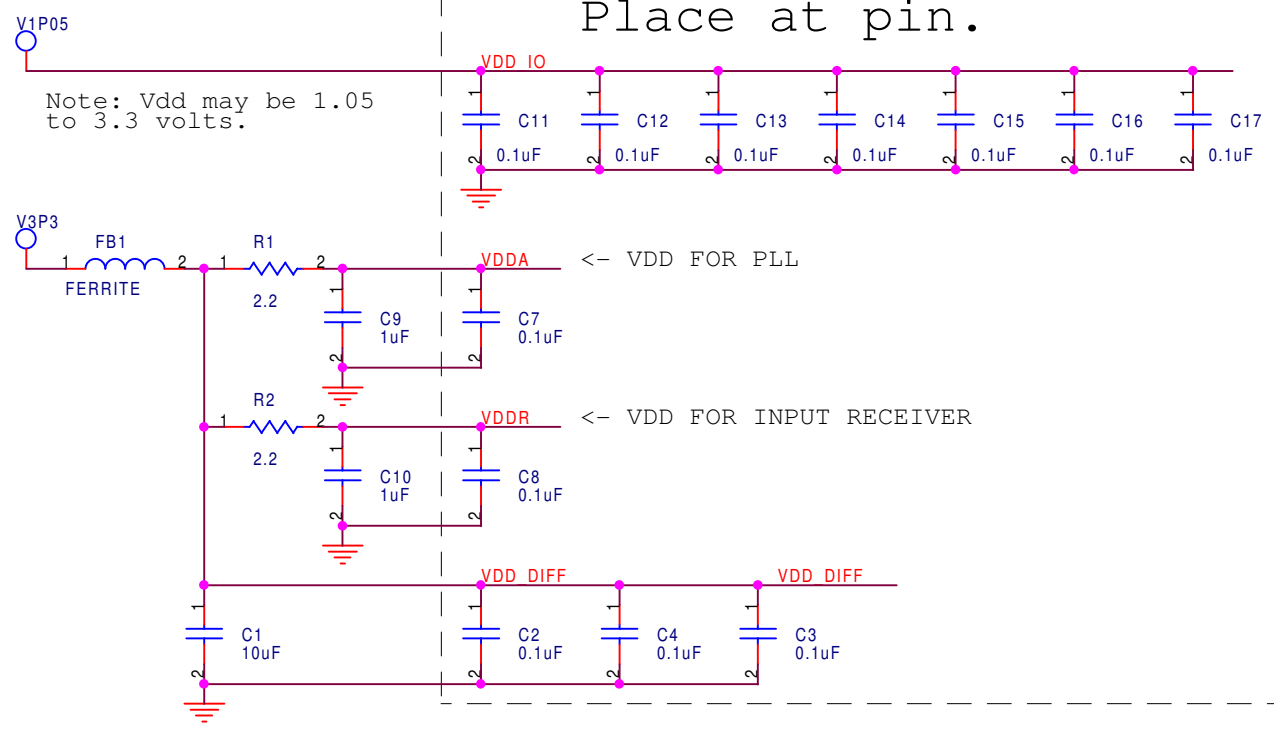 Place at pin.
V1P05
VDD_IO
Note: Vdd may be 1.05
to 3.3 volts.
1 1 1 1 1 1 1
C11 C12 C13 C14 C15 C16 C17
0.1uF 0.1uF 0.1uF 0.1uF 0.1uF 0.1uF 0.1uF
2 2 2 2 2 2 2
V3P3
FB1
1 2
FERRITE
R1
1 2
2.2
VDDA
<- VDD FOR PLL
1 1
C9 C7
1uF 0.1uF
2 2
R2
1 2
2.2
VDDR
<- VDD FOR INPUT RECEIVER
1 1
C10 C8
1uF 0.1uF
2 2
VDD_DIFF VDD_DIFF
1 1 1 1
C1 C2 C4 C3
10uF 0.1uF 0.1uF 0.1uF
2 2 2 2